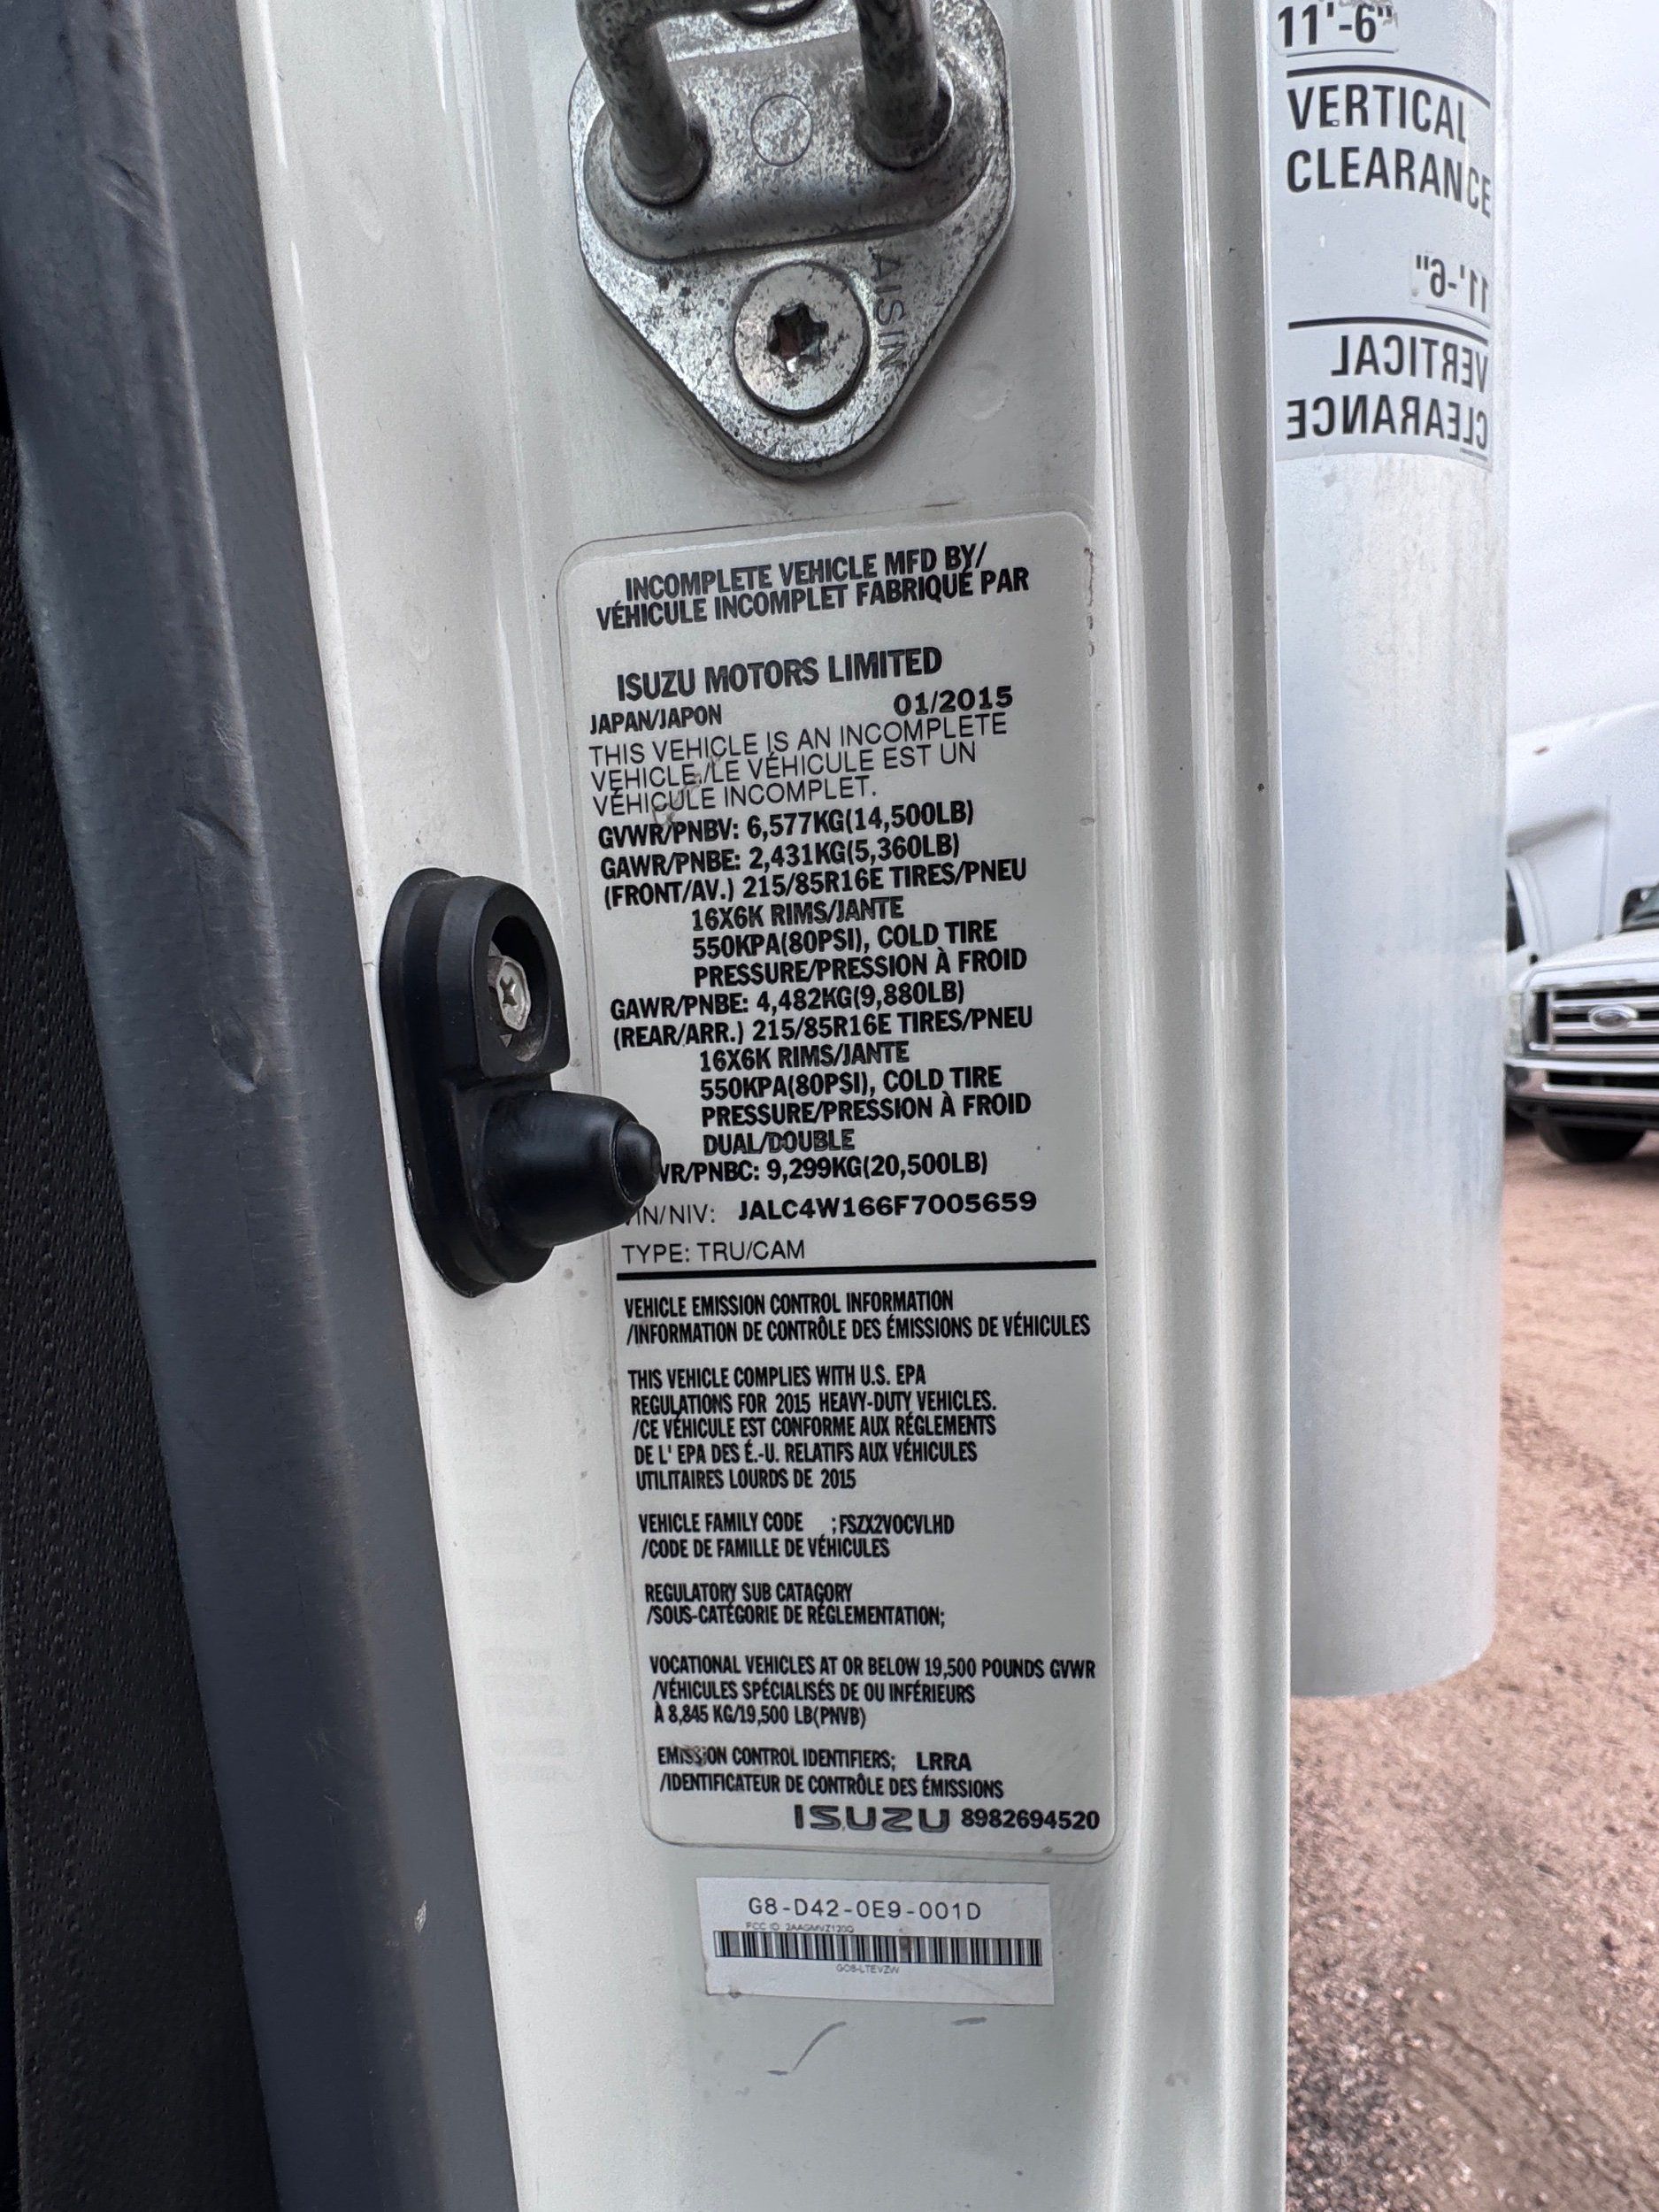 11'-6"
VERTICAL
CLEARANCE
11'-6"
VERTICAL
CLEARANCE
AISIN
INCOMPLETE VEHICLE MFD BY/
VÉHICULE INCOMPLET FABRIQUÉ PAR
ISUZU MOTORS LIMITED
JAPAN/JAPON 01/2015
THIS VEHICLE IS AN INCOMPLETE
VEHICLE./LE VÉHICULE EST UN
VÉHICULE INCOMPLET.
GVWR/PNBV: 6,577KG(14,500LB)
GAWR/PNBE: 2,431KG(5,360LB)
(FRONT/AV.) 215/85R16E TIRES/PNEU
16X6K RIMS/JANTE
550KPA(80PSI), COLD TIRE
PRESSURE/PRESSION À FROID
GAWR/PNBE: 4,482KG(9,880LB)
(REAR/ARR.) 215/85R16E TIRES/PNEU
16X6K RIMS/JANTE
550KPA(80PSI), COLD TIRE
PRESSURE/PRESSION À FROID
DUAL/DOUBLE
WR/PNBC: 9,299KG(20,500LB)
VIN/NIV: JALC4W166F7005659
TYPE: TRU/CAM
VEHICLE EMISSION CONTROL INFORMATION
/INFORMATION DE CONTRÔLE DES ÉMISSIONS DE VÉHICULES
THIS VEHICLE COMPLIES WITH U.S. EPA
REGULATIONS FOR 2015 HEAVY-DUTY VEHICLES.
/CE VÉHICULE EST CONFORME AUX RÉGLEMENTS
DE L' EPA DES É.-U. RELATIFS AUX VÉHICULES
UTILITAIRES LOURDS DE 2015
VEHICLE FAMILY CODE ;FSZX2VOCVLHD
/CODE DE FAMILLE DE VÉHICULES
REGULATORY SUB CATAGORY
/SOUS-CATÉGORIE DE RÉGLEMENTATION;
VOCATIONAL VEHICLES AT OR BELOW 19,500 POUNDS GVWR
/VÉHICULES SPÉCIALISÉS DE OU INFÉRIEURS
À 8,845 KG/19,500 LB(PNVB)
EMISSION CONTROL IDENTIFIERS; LRRA
/IDENTIFICATEUR DE CONTRÔLE DES ÉMISSIONS
ISUZU 8982694520
G8-D42-0E9-001D
FCC ID
GO8-LTEVZW
Ford